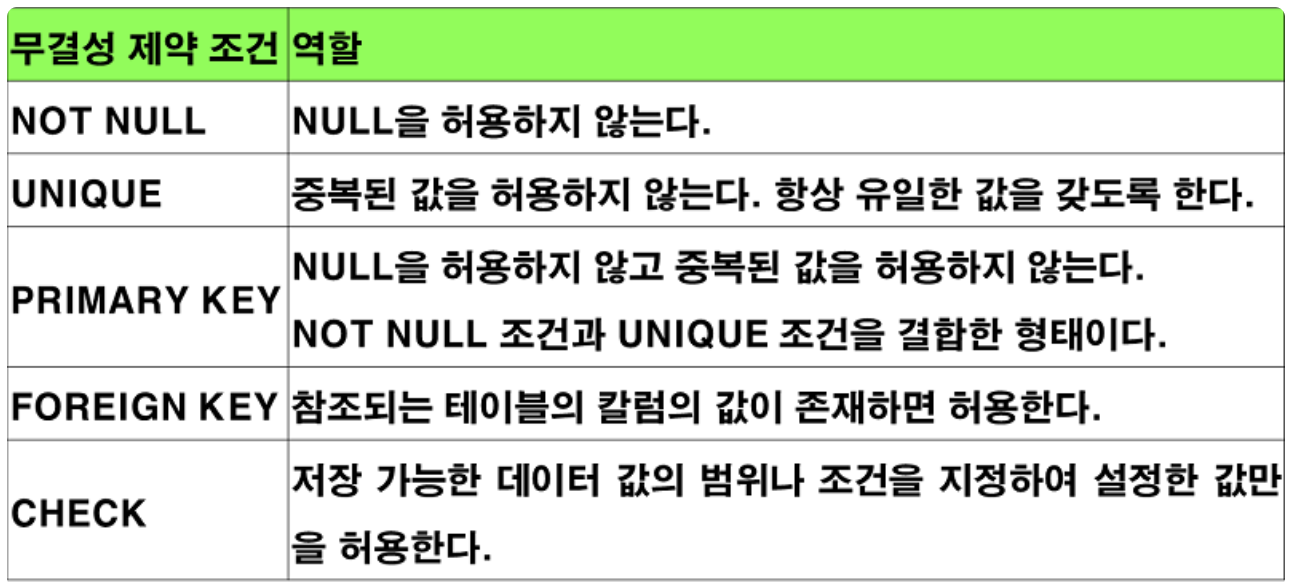 무결성 제약 조건 역할
NOT NULL NULL을 허용하지 않는다.
UNIQUE 중복된 값을 허용하지 않는다. 항상 유일한 값을 갖도록 한다.
PRIMARY KEY NULL을 허용하지 않고 중복된 값을 허용하지 않는다.
NOT NULL 조건과 UNIQUE 조건을 결합한 형태이다.
FOREIGN KEY 참조되는 테이블의 칼럼의 값이 존재하면 허용한다.
CHECK 저장 가능한 데이터 값의 범위나 조건을 지정하여 설정한 값만
을 허용한다.